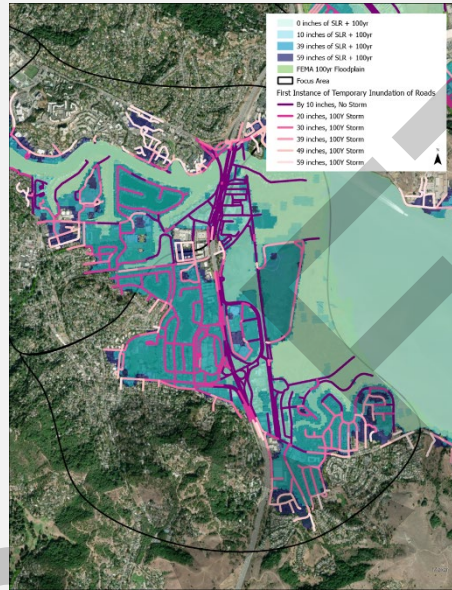 0 inches of SLR + 100yr
10 inches of SLR + 100yr
39 inches of SLR + 100yr
59 inches of SLR + 100yr
FEMA 100yr Floodplain
Focus Area
First Instance of Temporary Inundation of Roads
By 10 inches, No Storm
20 inches, 100Y Storm
30 inches, 100Y Storm
39 inches, 100Y Storm
49 inches, 100Y Storm
59 inches, 100Y Storm